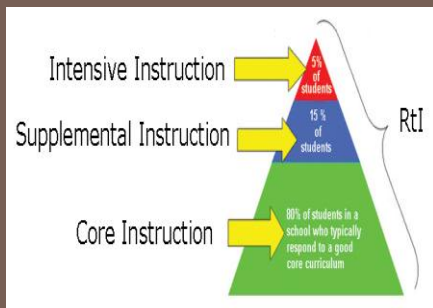 Intensive Instruction
5%
of
students
Supplemental Instruction
15 %
of
students
RtI
Core Instruction
80% of students in a
school who typically
respond to a good
core curriculum